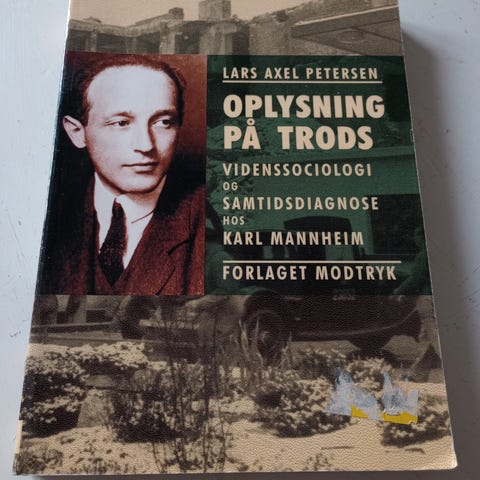 LARS AXEL PETERSEN
OPLYSNING
PÅ TRODS
VIDENSSOCIOLOGI
OG
SAMTIDSDIAGNOSE
HOS
KARL MANNHEIM
FORLAGET MODTRYK